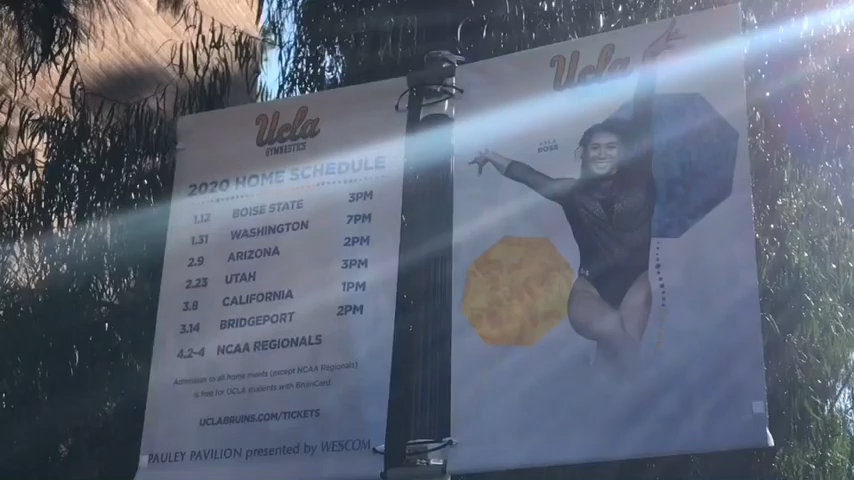 Ucla
GYMNASTICS
2020 HOME SCHEDULE
1.12 BOISE STATE 3PM
1.31 WASHINGTON 7PM
2.9 ARIZONA 2PM
2.23 UTAH 3PM
3.8 CALIFORNIA 1PM
3.14 BRIDGEPORT 2PM
4.2-4 NCAA REGIONALS
Admission to all home meets (except NCAA Regionals)
is free for UCLA students with BruinCard
UCLABRUINS.COM/TICKETS
PAULEY PAVILION presented by WESCOM
Ucla
ROSS